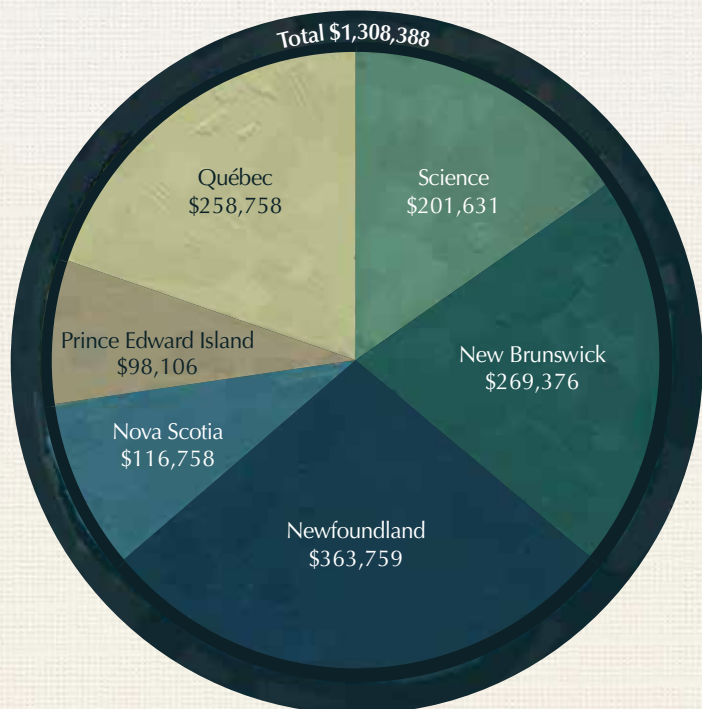 Total $1,308,388
Québec
$258,758
Science
$201,631
Prince Edward Island
$98,106
New Brunswick
$269,376
Nova Scotia
$116,758
Newfoundland
$363,759